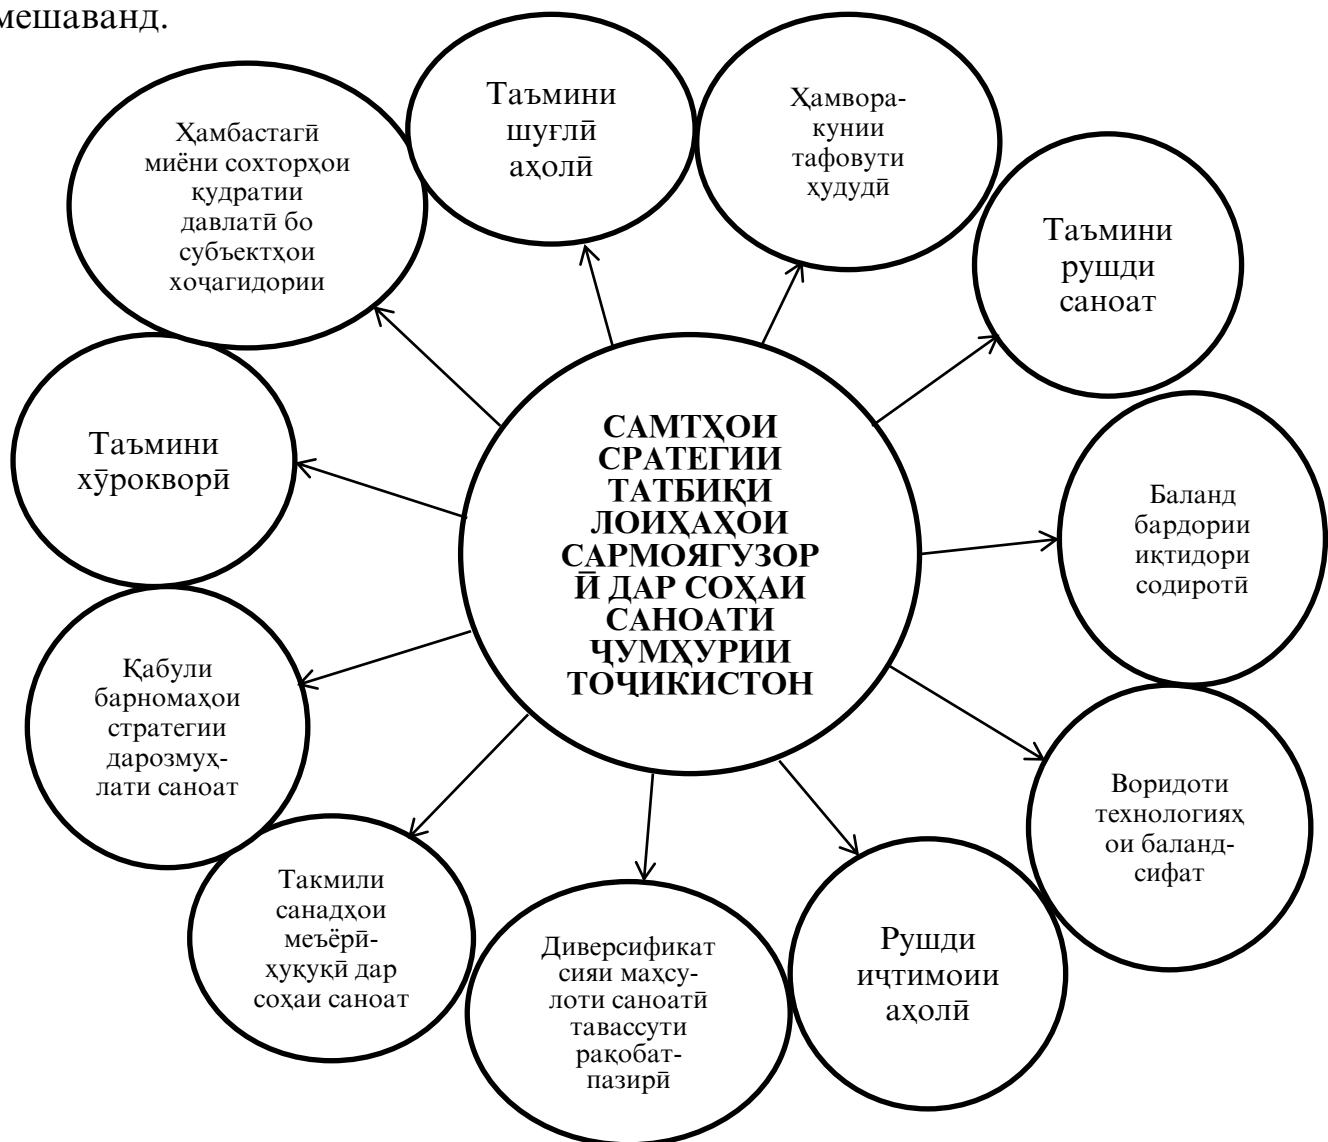 мешаванд.
Ҳамбастагӣ
миёни сохторҳои
қудратии
давлатӣ бо
субъектҳои
хоҷагидории
Таъмини
шуғлӣ
аҳолӣ
Ҳамвора-
кунии
тафовути
ҳудудӣ
Таъмини
рушди
саноат
Баланд
бардории
иқтидори
содиротӣ
Воридоти
технологияҳ
ои баланд-
сифат
Рушди
иҷтимоии
аҳолӣ
Диверсификат
сияи маҳсу-
лоти саноатӣ
тавассути
рақобат-
пазирӣ
Такмили
санадҳои
меъёрӣ-
ҳуқуқӣ дар
соҳаи саноат
Қабули
барномаҳои
стратегии
дарозмуҳ-
лати саноат
Таъмини
хӯрокворӣ
САМТҲОИ
СРАТЕГИИ
ТАТБИҚИ
ЛОИҲАҲОИ
САРМОЯГУЗОР
Ӣ ДАР СОҲАИ
САНОАТИ
ҶУМҲУРИИ
ТОҶИКИСТОН